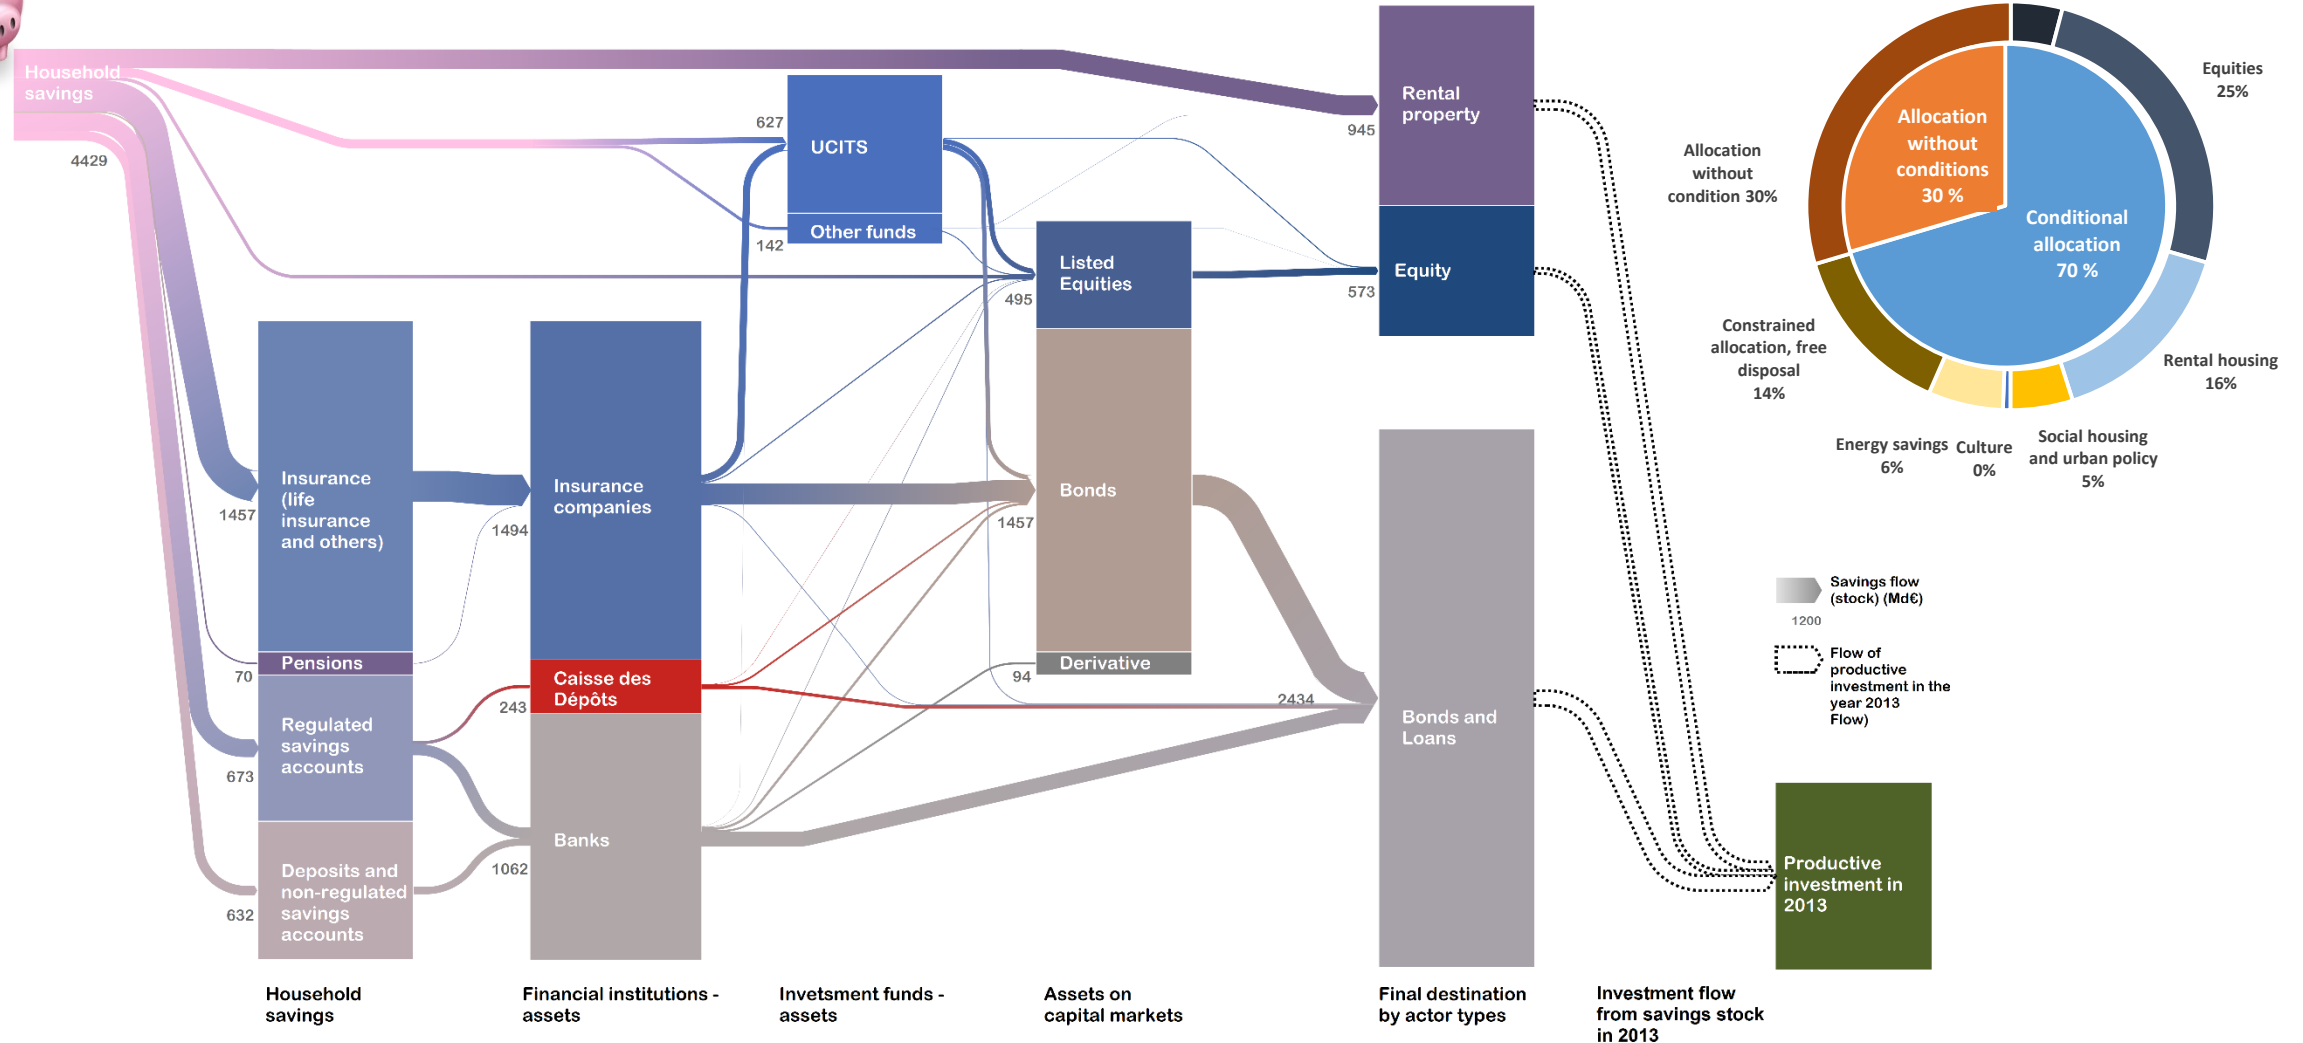 Household
savings
4429
Insurance
(life
insurance
and others)
1457
Pensions
70
Regulated
savings
accounts
673
Deposits and
non-regulated
savings
accounts
632
Household
savings
Insurance
companies
1494
Caisse des
Dépôts
243
Banks
1062
Financial institutions -
assets
627
UCITS
Other funds
142
Invetsment funds -
assets
Listed
Equities
495
Bonds
1457
Derivative
94
Assets on
capital markets
Rental
property
945
Equity
573
Bonds and
Loans
2434
Final destination
by actor types
Productive
investment in
2013
Investment flow
from savings stock
in 2013
Allocation
without
conditions
30 %
Conditional
allocation
70 %
Equities
25%
Rental housing
16%
Social housing
and urban policy
5%
Culture
0%
Energy savings
6%
Constrained
allocation, free
disposal
14%
Allocation
without
condition 30%
Savings flow
(stock) (Md€)
1200
Flow of
productive
investment in the
year 2013
Flow)